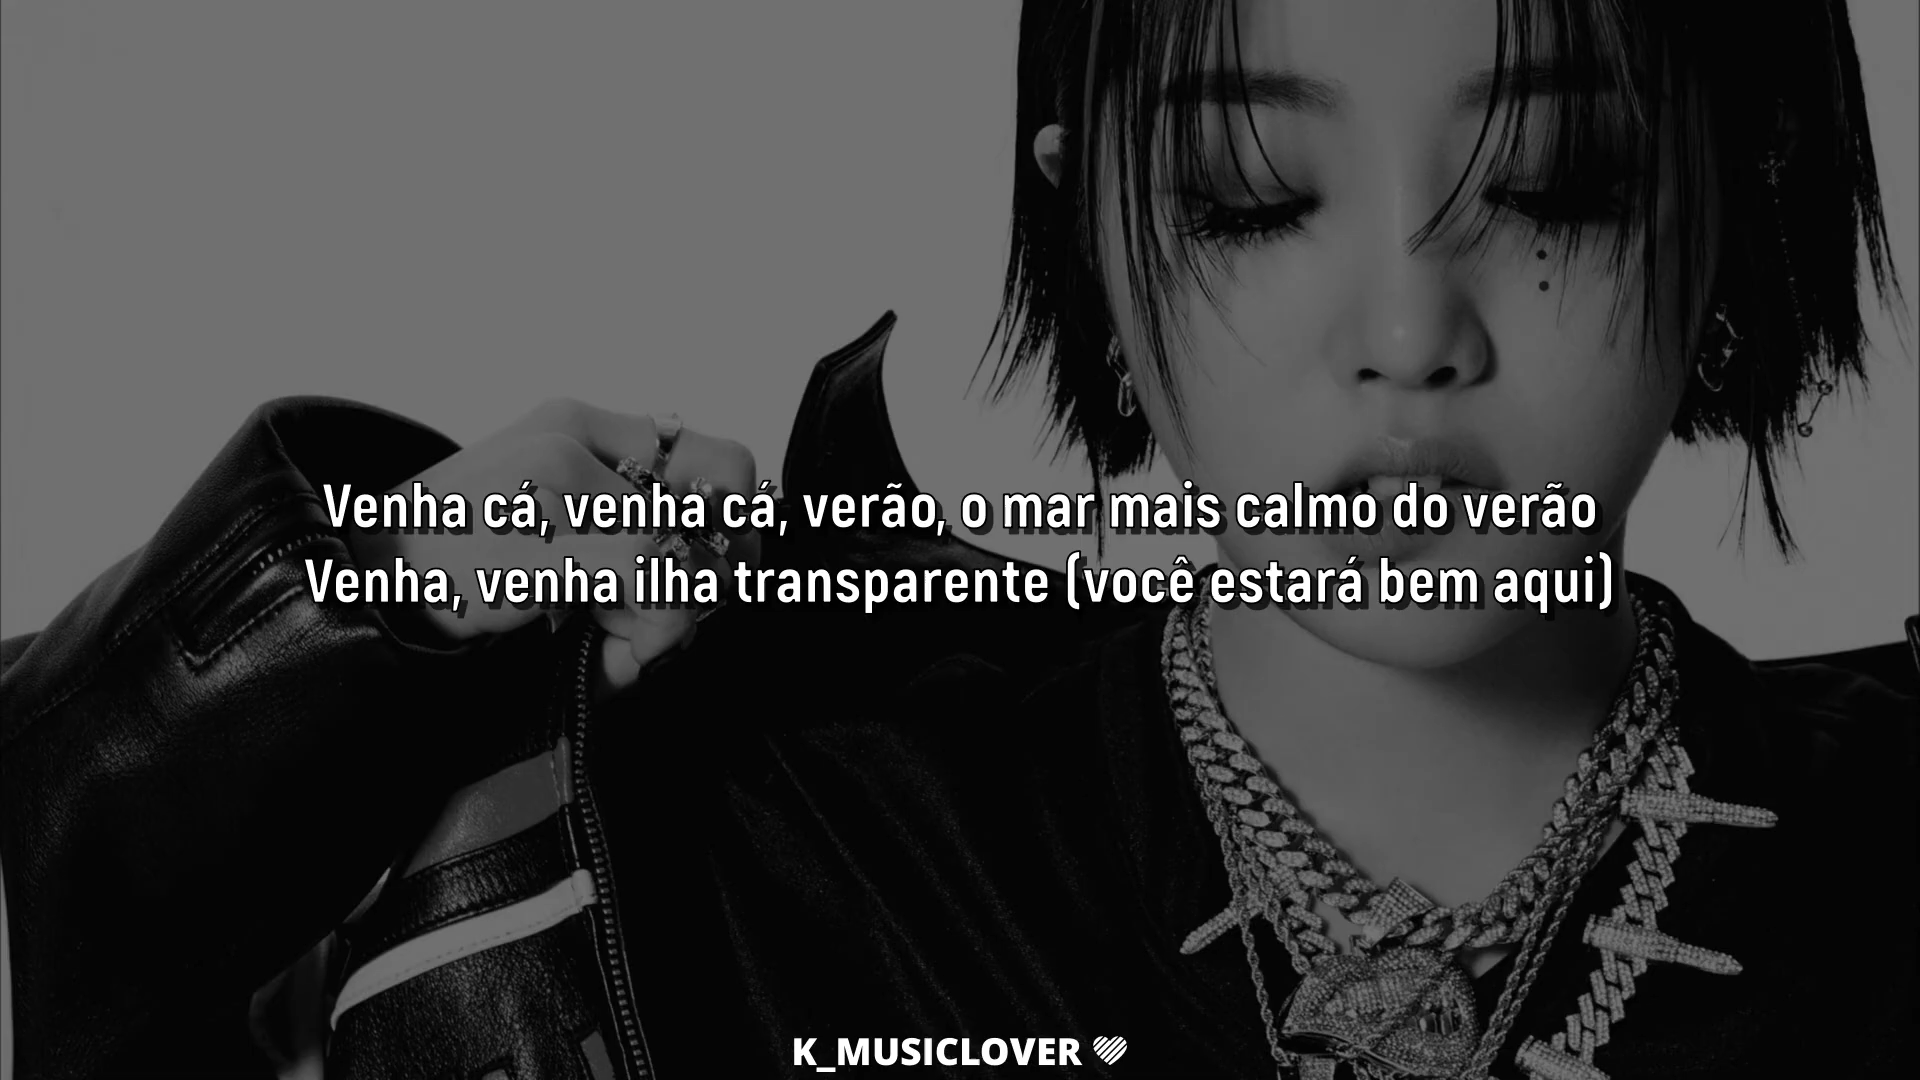 Venha cá, venha cá, verão, o mar mais calmo do verão
Venha, venha ilha transparente (você estará bem aqui)
K_MUSICLOVER